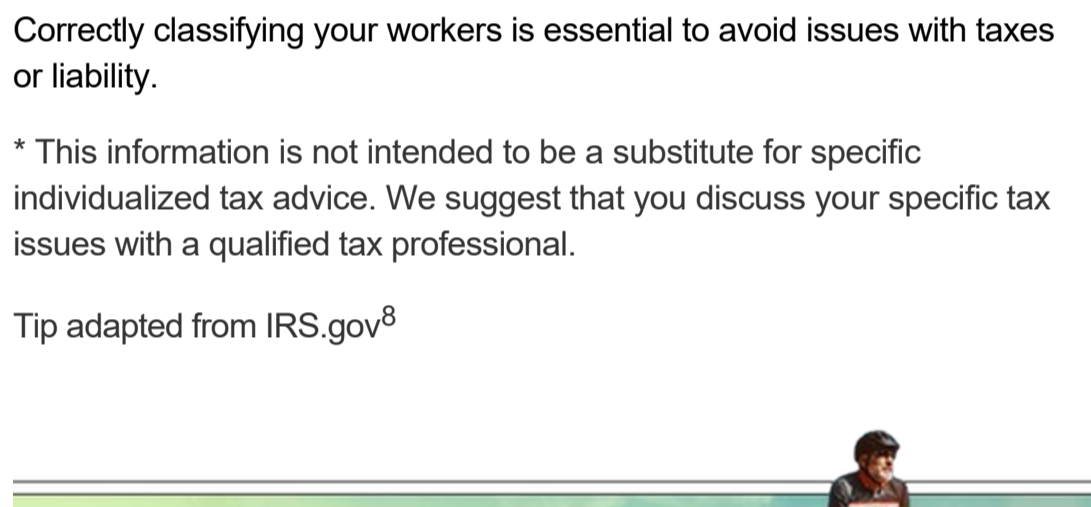 Correctly classifying your workers is essential to avoid issues with taxes
or liability.
* This information is not intended to be a substitute for specific
individualized tax advice. We suggest that you discuss your specific tax
issues with a qualified tax professional.
Tip adapted from IRS.gov8